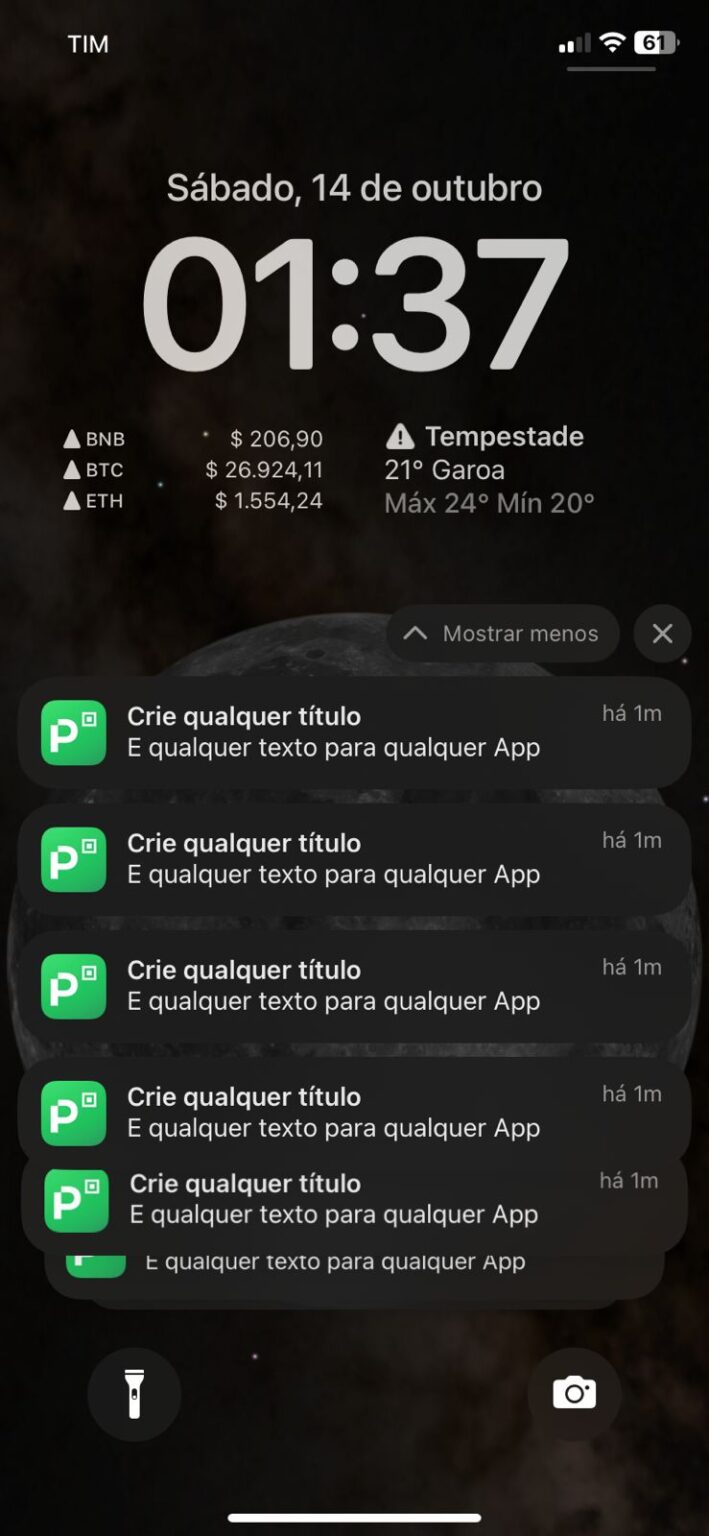 TIM
61
Sábado, 14 de outubro
01:37
BNB $ 206,90
BTC $ 26.924,11
ETH $ 1.554,24
Tempestade
21° Garoa
Máx 24° Mín 20°
Mostrar menos
Crie qualquer título há 1m
E qualquer texto para qualquer App
Crie qualquer título há 1m
E qualquer texto para qualquer App
Crie qualquer título há 1m
E qualquer texto para qualquer App
Crie qualquer título há 1m
E qualquer texto para qualquer App
Crie qualquer título há 1m
E qualquer texto para qualquer App
E qualquer texto para qualquer App